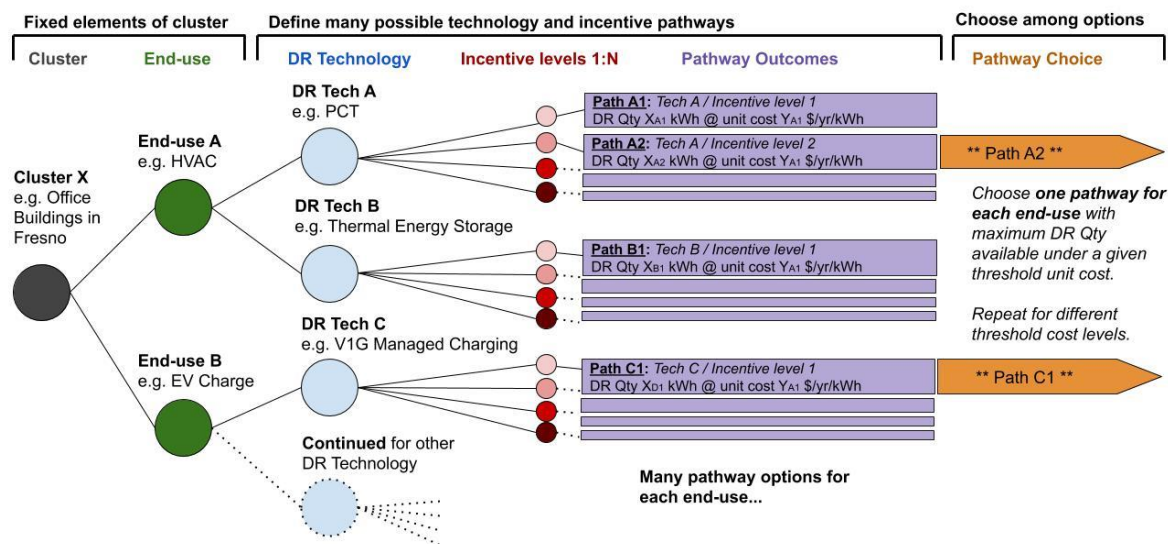 Fixed elements of cluster
Define many possible technology and incentive pathways
Choose among options
Cluster
End-use
DR Technology
Incentive levels 1:N
Pathway Outcomes
Pathway Choice
Cluster X
e.g. Office
Buildings in
Fresno
End-use A
e.g. HVAC
End-use B
e.g. EV Charge
DR Tech A
e.g. PCT
DR Tech B
e.g. Thermal Energy Storage
DR Tech C
e.g. V1G Managed Charging
Continued for other
DR Technology
Path A1: Tech A / Incentive level 1
DR Qty XA1 kWh @ unit cost YA1 $/yr/kWh
Path A2: Tech A / Incentive level 2
DR Qty XA2 kWh @ unit cost YA1 $/yr/kWh
Path B1: Tech B / Incentive level 1
DR Qty XB1 kWh @ unit cost YA1 $/yr/kWh
Path C1: Tech C / Incentive level 1
DR Qty XD1 kWh @ unit cost YA1 $/yr/kWh
Many pathway options for
each end-use...
** Path A2 **
Choose one pathway for
each end-use with
maximum DR Qty
available under a given
threshold unit cost.
Repeat for different
threshold cost levels.
** Path C1 **